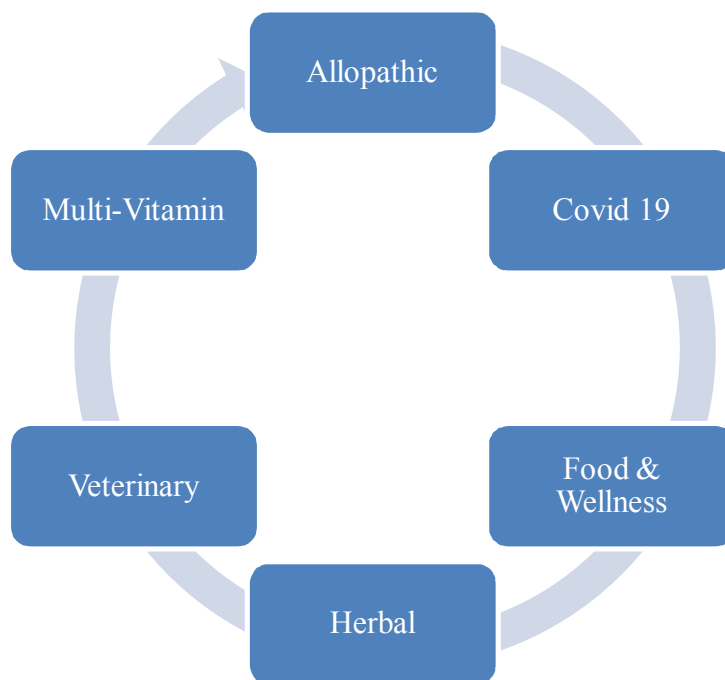 Allopathic
Covid 19
Food &
Wellness
Herbal
Veterinary
Multi-Vitamin